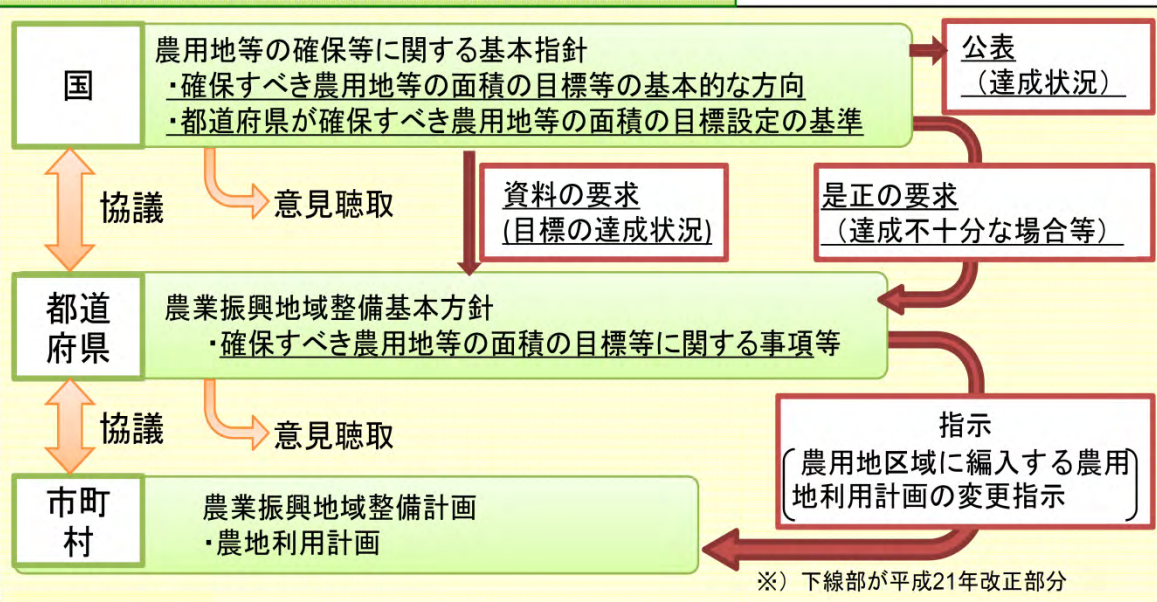 国
農用地等の確保等に関する基本指針
・確保すべき農用地等の面積の目標等の基本的な方向
・都道府県が確保すべき農用地等の面積の目標設定の基準
公表
（達成状況）
協議
意見聴取
資料の要求
(目標の達成状況)
是正の要求
（達成不十分な場合等）
都道
府県
農業振興地域整備基本方針
・確保すべき農用地等の面積の目標等に関する事項等
協議
意見聴取
指示
農用地区域に編入する農用
地利用計画の変更指示
市町
村
農業振興地域整備計画
・農地利用計画
※）下線部が平成21年改正部分